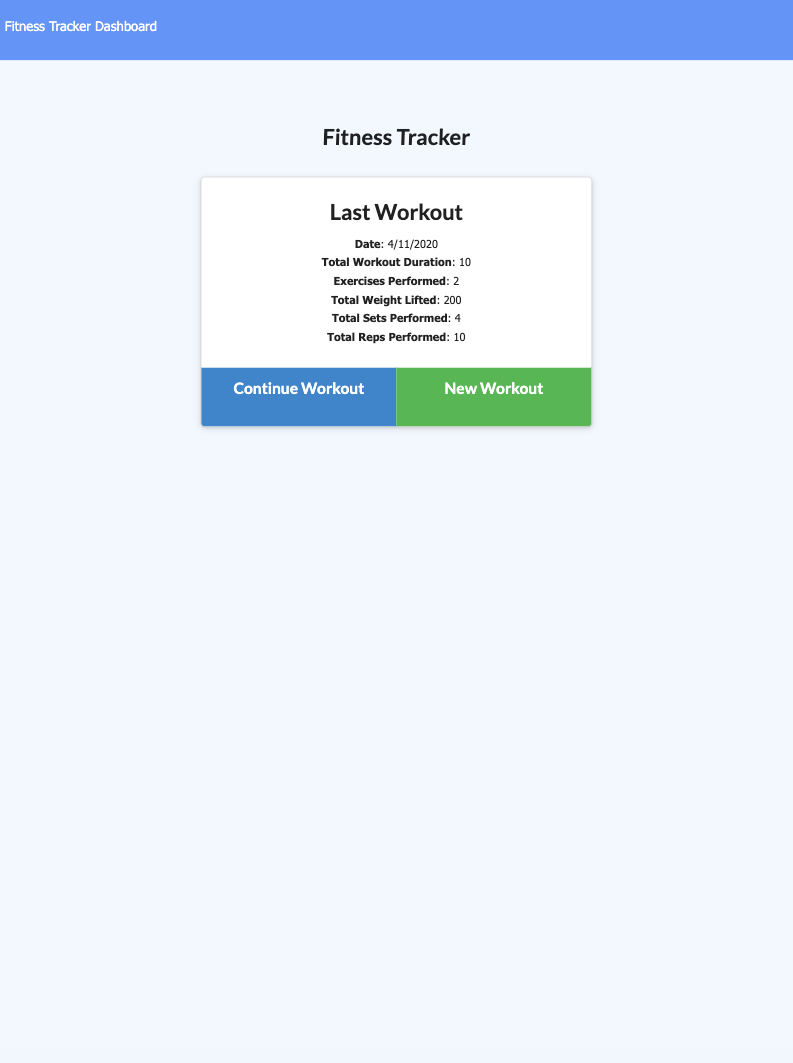 Fitness Tracker Dashboard
Fitness Tracker
Last Workout
Date: 4/11/2020
Total Workout Duration: 10
Exercises Performed: 2
Total Weight Lifted: 200
Total Sets Performed: 4
Total Reps Performed: 10
Continue Workout
New Workout